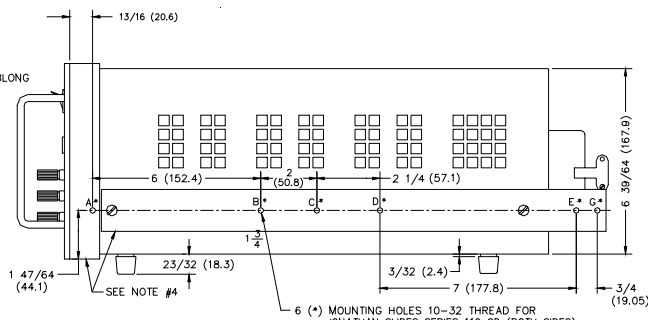 13/16 (20.6)
BLONG
6 (152.4)
2
(50.8)
2 1/4 (57.1)
6 39/64 (167.9)
A*
B*
C*
D*
E*
G*
1 3/4
1 47/64
(44.1)
23/32 (18.3)
3/32 (2.4)
7 (177.8)
3/4
(19.05)
SEE NOTE #4
6 (*) MOUNTING HOLES 10-32 THREAD FOR